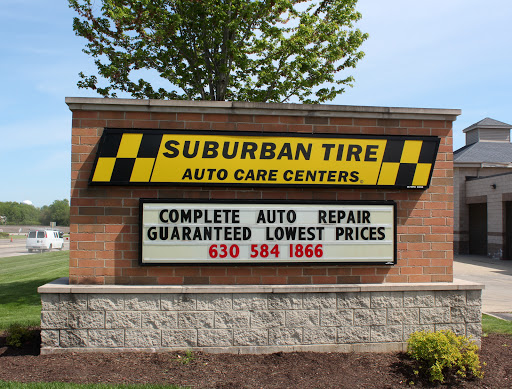 SUBURBAN TIRE
AUTO CARE CENTERS
COMPLETE AUTO REPAIR
GUARANTEED LOWEST PRICES
630 584 1866